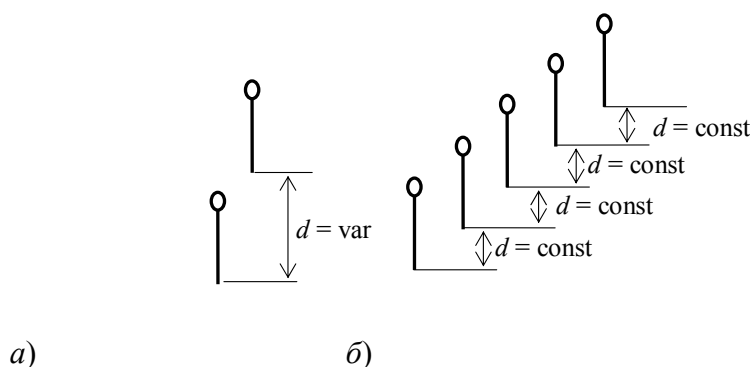 d = const
d = const
d = const
d = var
d = const
а)
б)